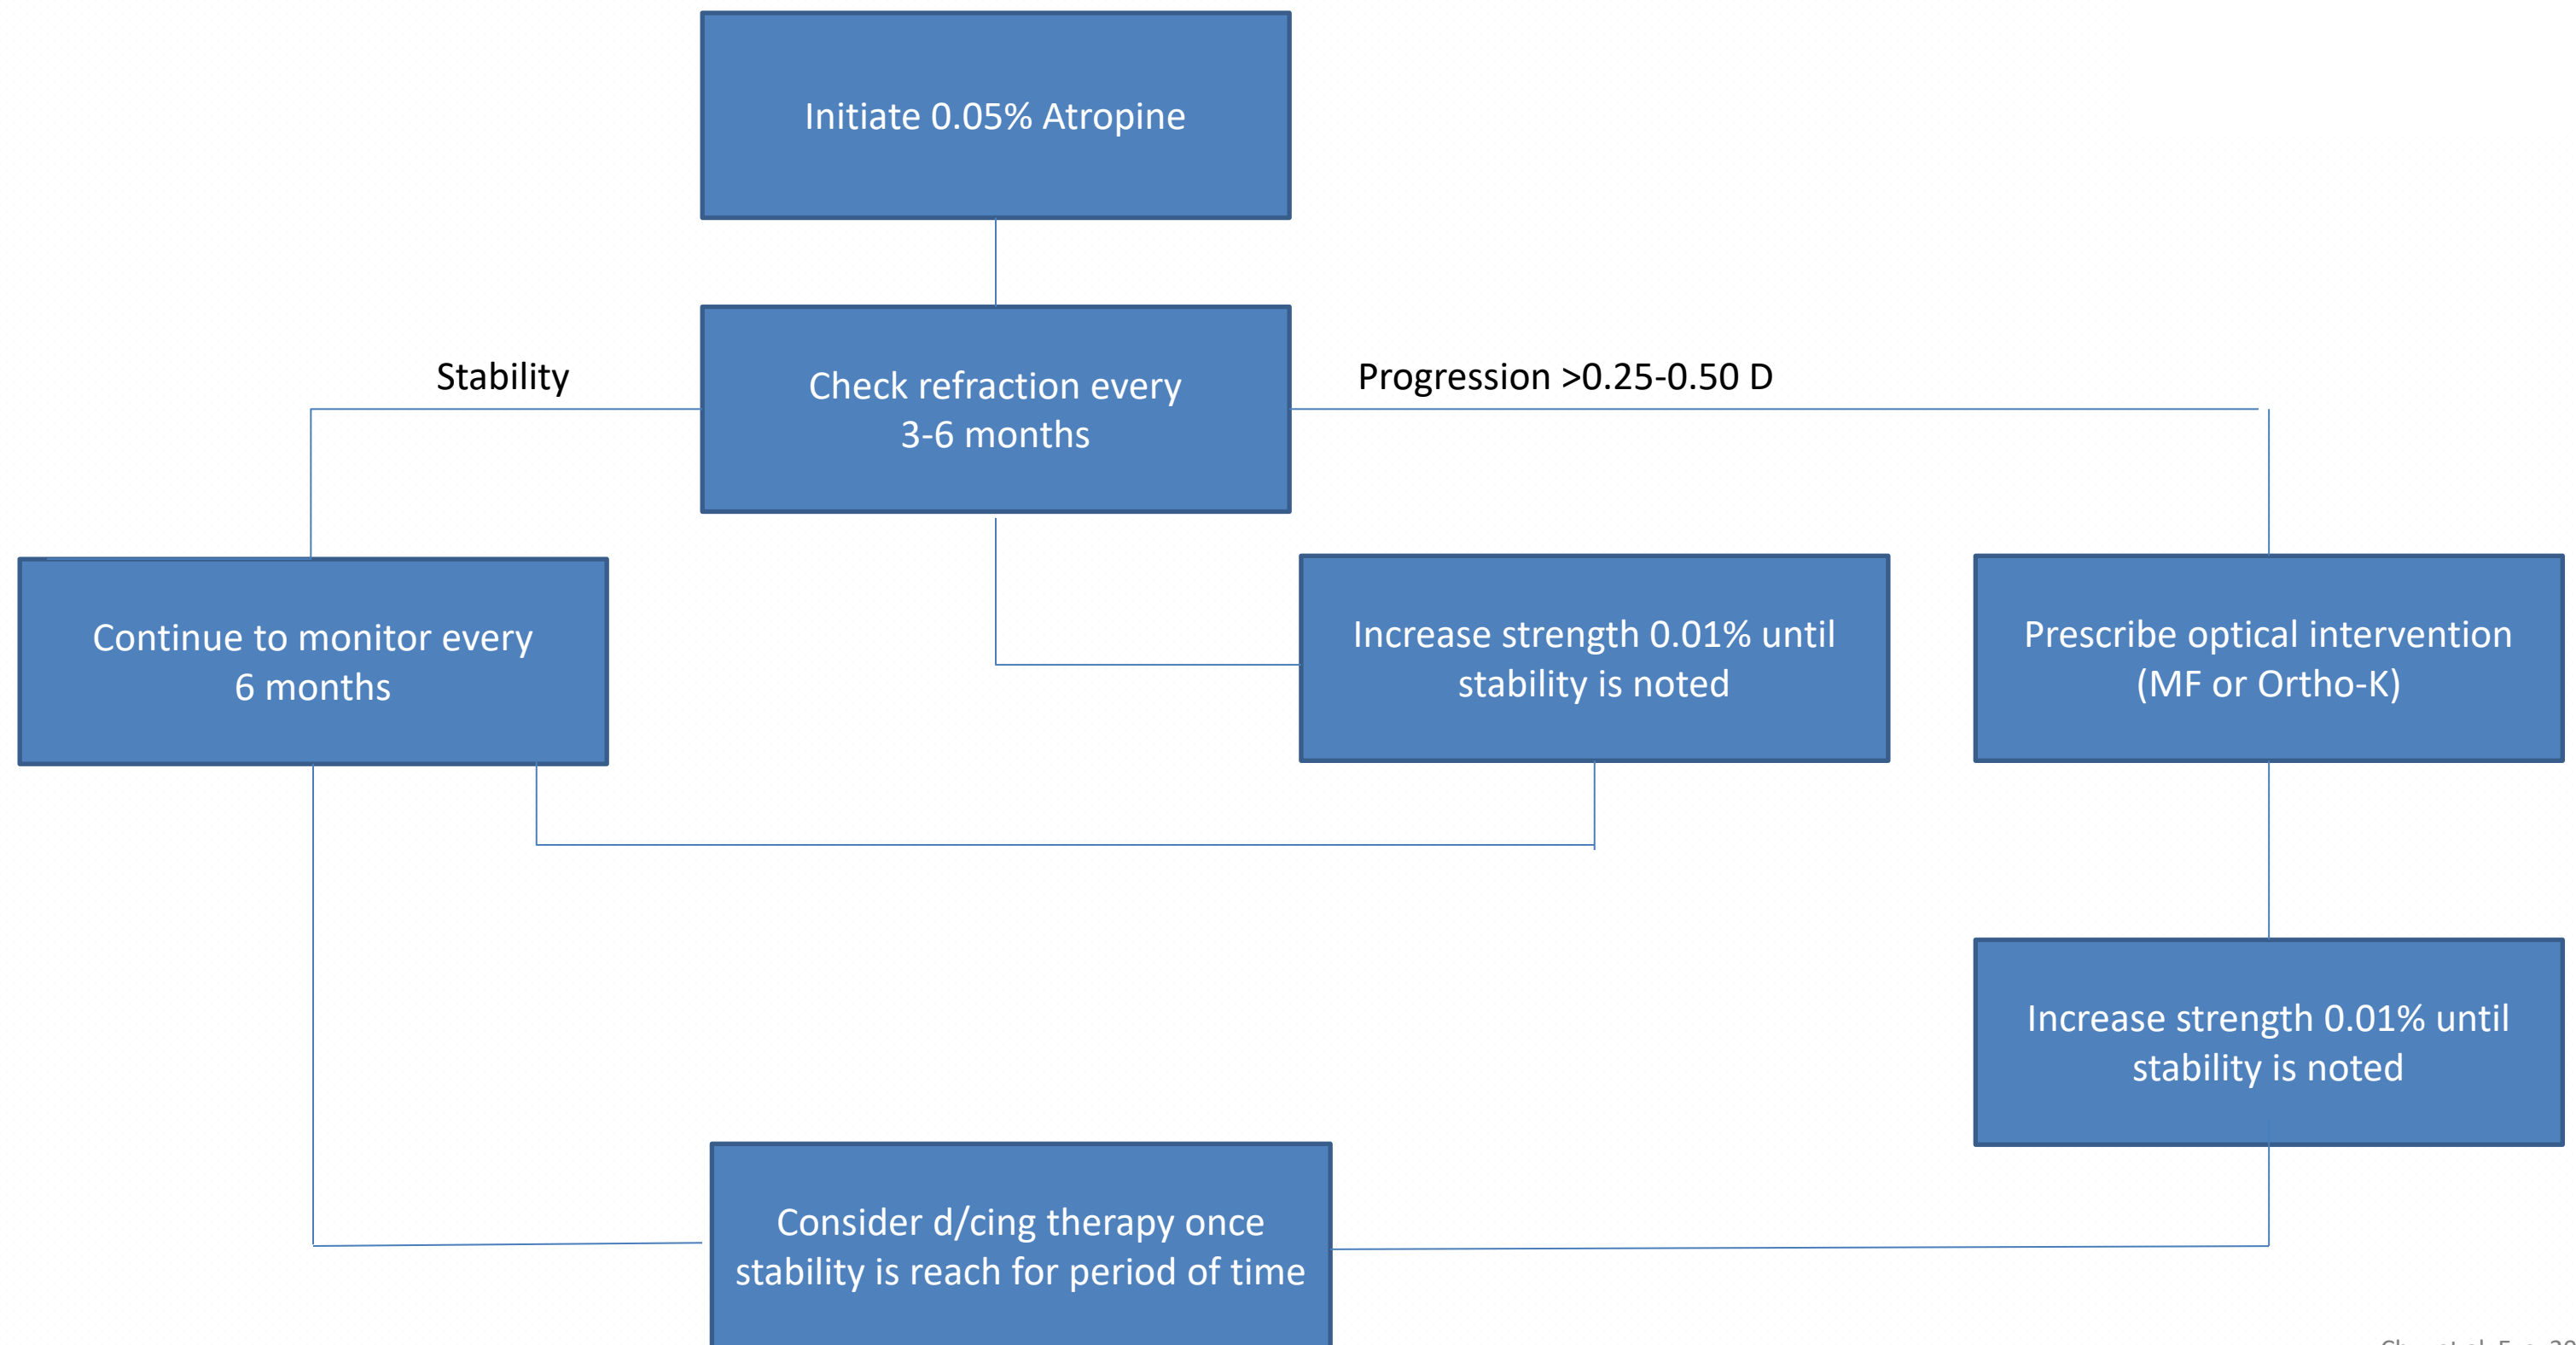 Initiate 0.05% Atropine
Stability
Check refraction every
3-6 months
Progression >0.25-0.50 D
Continue to monitor every
6 months
Increase strength 0.01% until
stability is noted
Prescribe optical intervention
(MF or Ortho-K)
Increase strength 0.01% until
stability is noted
Consider d/cing therapy once
stability is reach for period of time